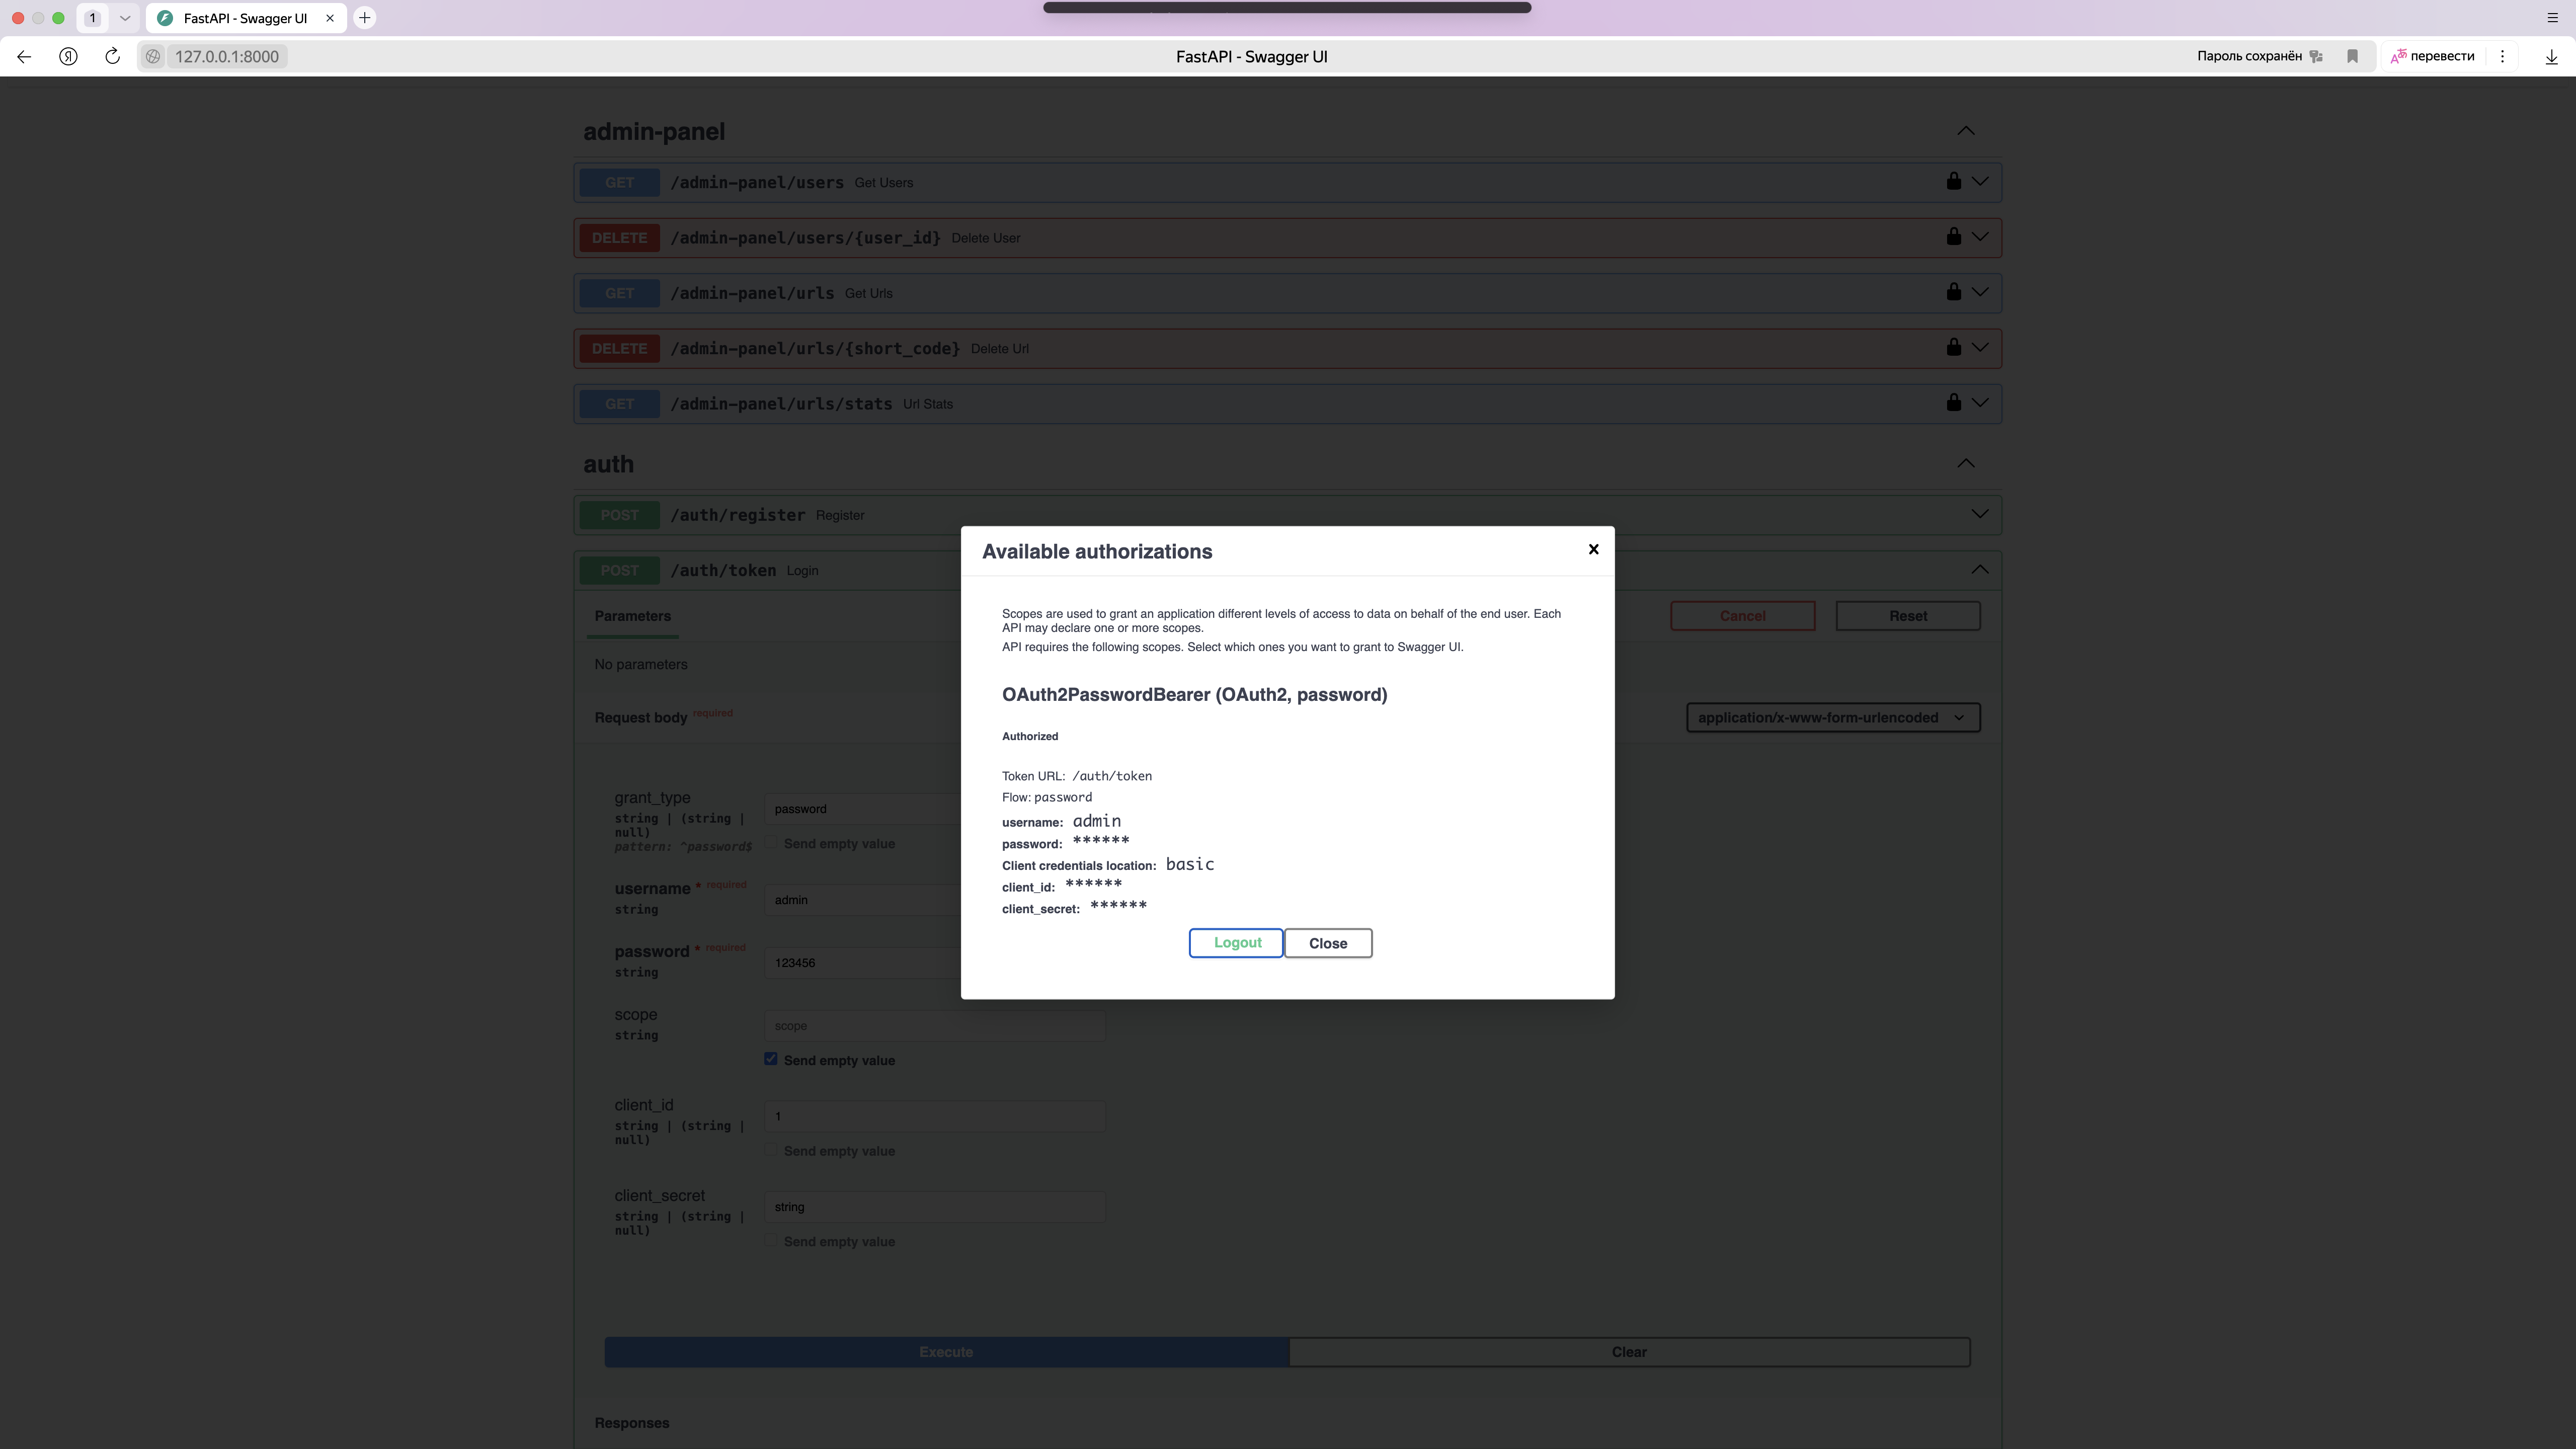 1
FastAPI - Swagger UI
127.0.0.1:8000
FastAPI - Swagger UI
Пароль сохранён
перевести
admin-panel
GET /admin-panel/users Get Users
DELETE /admin-panel/users/{user_id} Delete User
GET /admin-panel/urls Get Urls
DELETE /admin-panel/urls/{short_code} Delete Url
GET /admin-panel/urls/stats Url Stats
auth
POST /auth/register Register
POST /auth/token Login
Parameters
Cancel
Reset
No parameters
Request body required
application/x-www-form-urlencoded
grant_type
string | (string |
null)
pattern: ^password$
password
Send empty value
username * required
string
admin
password * required
string
123456
scope
string
scope
Send empty value
client_id
string | (string |
null)
1
Send empty value
client_secret
string | (string |
null)
string
Send empty value
Execute
Clear
Responses
Available authorizations
Scopes are used to grant an application different levels of access to data on behalf of the end user. Each
API may declare one or more scopes.
API requires the following scopes. Select which ones you want to grant to Swagger UI.
OAuth2PasswordBearer (OAuth2, password)
Authorized
Token URL: /auth/token
Flow: password
username: admin
password: ******
Client credentials location: basic
client_id: ******
client_secret: ******
Logout
Close